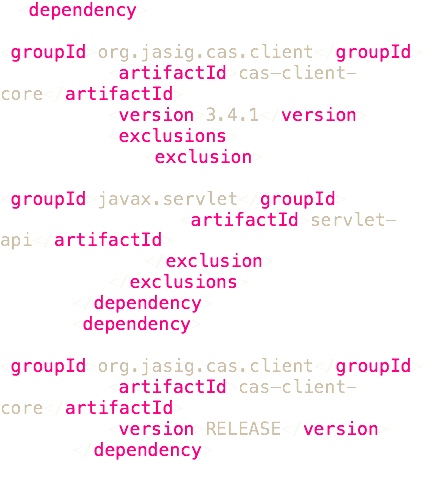 dependency
groupId org.jasig.cas.client groupId
artifactId cas-client-
core artifactId
version 3.4.1 version
exclusions
exclusion
groupId javax.servlet groupId
artifactId servlet-
api artifactId
exclusion
exclusions
dependency
dependency
groupId org.jasig.cas.client groupId
artifactId cas-client-
core artifactId
version RELEASE version
dependency